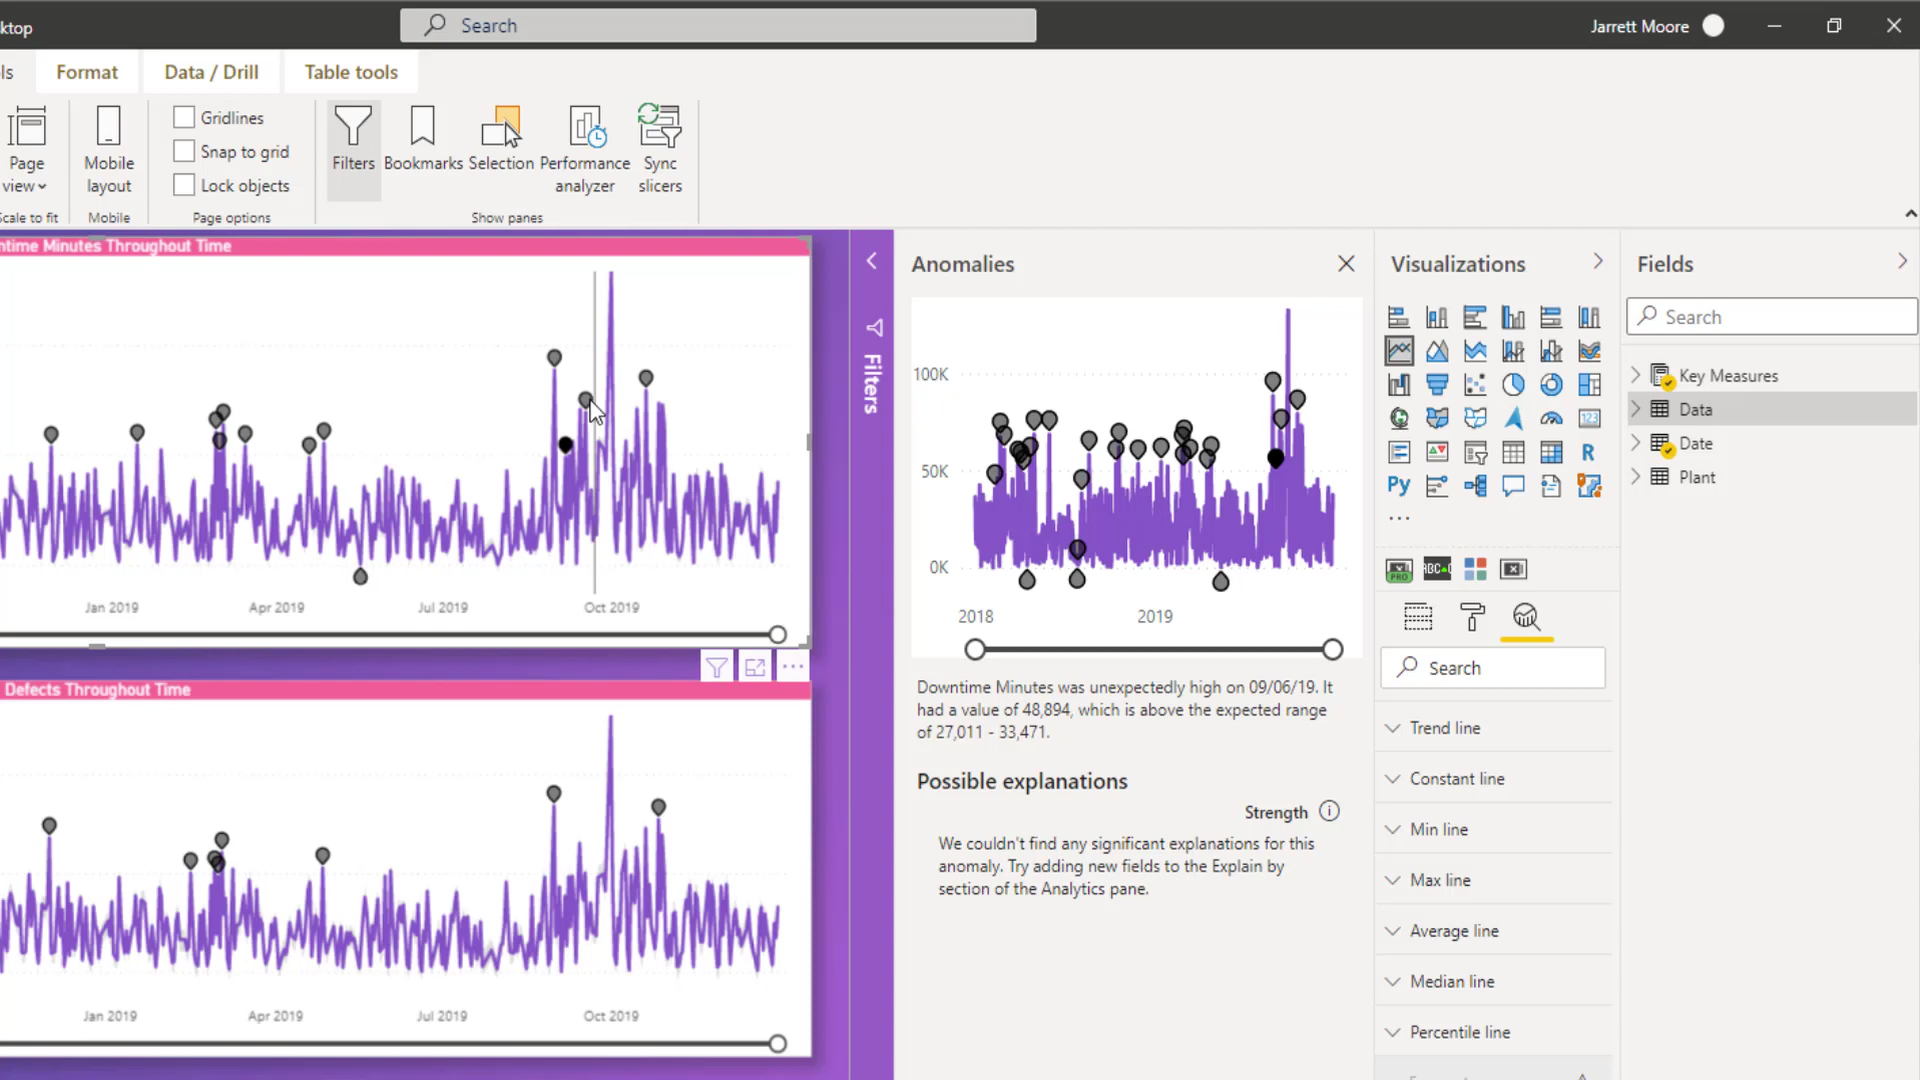 ktop
Search
Jarrett Moore
ls
Format
Data / Drill
Table tools
Page view
Mobile layout
Gridlines
Snap to grid
Lock objects
Filters
Bookmarks
Selection
Performance analyzer
Sync slicers
Scale to fit
Mobile
Page options
Show panes
ntime Minutes Throughout Time
Jan 2019
Apr 2019
Jul 2019
Oct 2019
Defects Throughout Time
Jan 2019
Apr 2019
Jul 2019
Oct 2019
Filters
Anomalies
100K
50K
0K
2018
2019
Downtime Minutes was unexpectedly high on 09/06/19. It
had a value of 48,894, which is above the expected range
of 27,011 - 33,471.
Possible explanations
Strength
We couldn't find any significant explanations for this
anomaly. Try adding new fields to the Explain by
section of the Analytics pane.
Visualizations
123
R
Py
...
PRO
ABC
Search
Trend line
Constant line
Min line
Max line
Average line
Median line
Percentile line
Fields
Search
Key Measures
Data
Date
Plant